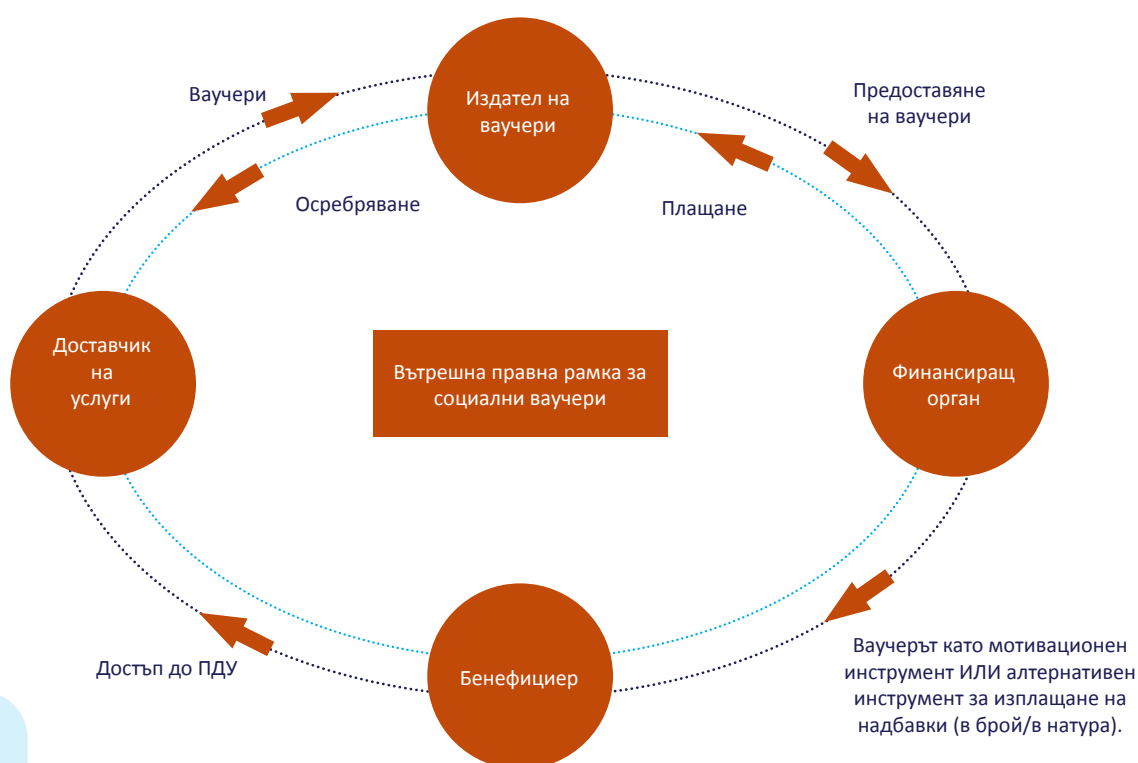 Ваучери
Издател на
ваучери
Предоставяне
на ваучери
Осребряване
Плащане
Доставчик
на
услуги
Вътрешна правна рамка за
социални ваучери
Финансиращ
орган
Достъп до ПДУ
Бенефициер
Ваучерът като мотивационен
инструмент ИЛИ алтернативен
инструмент за изплащане на
надбавки (в брой/в натура).